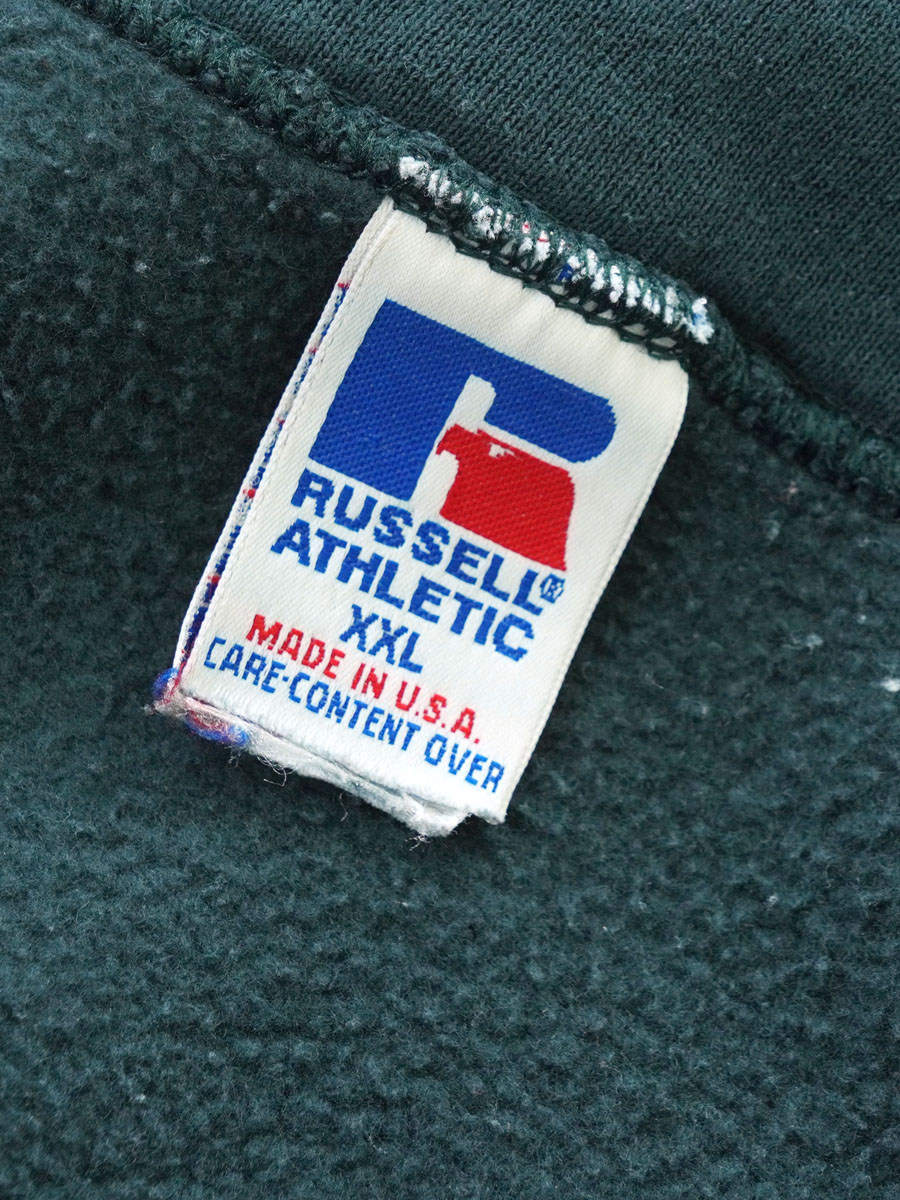 RUSSELL®
ATHLETIC
XXL
MADE IN U.S.A.
CARE-CONTENT OVER